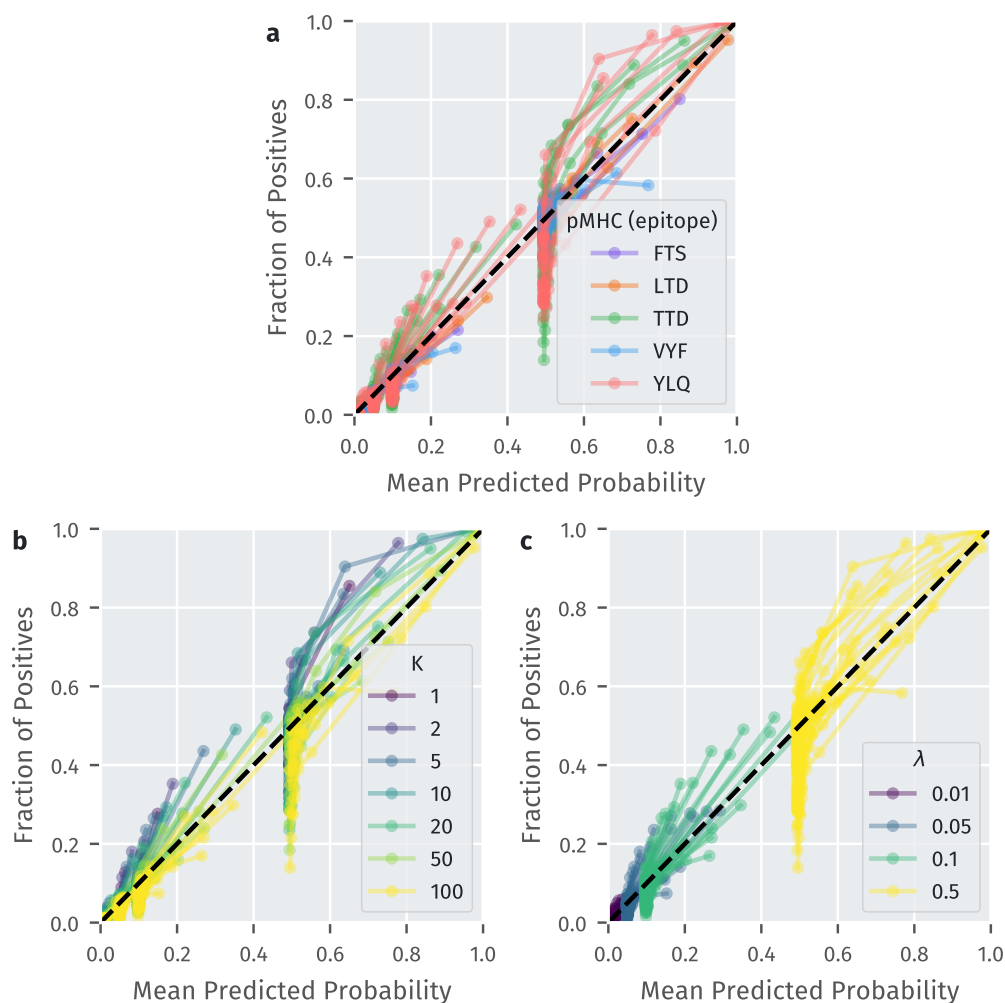 a
1.0
0.8
0.6
0.4
0.2
0.0
Fraction of Positives
pMHC (epitope)
FTS
LTD
TTD
VYF
YLQ
0.0 0.2 0.4 0.6 0.8 1.0
Mean Predicted Probability
b
1.0
0.8
0.6
0.4
0.2
0.0
Fraction of Positives
K
1
2
5
10
20
50
100
0.0 0.2 0.4 0.6 0.8 1.0
Mean Predicted Probability
c
1.0
0.8
0.6
0.4
0.2
0.0
Fraction of Positives
λ
0.01
0.05
0.1
0.5
0.0 0.2 0.4 0.6 0.8 1.0
Mean Predicted Probability